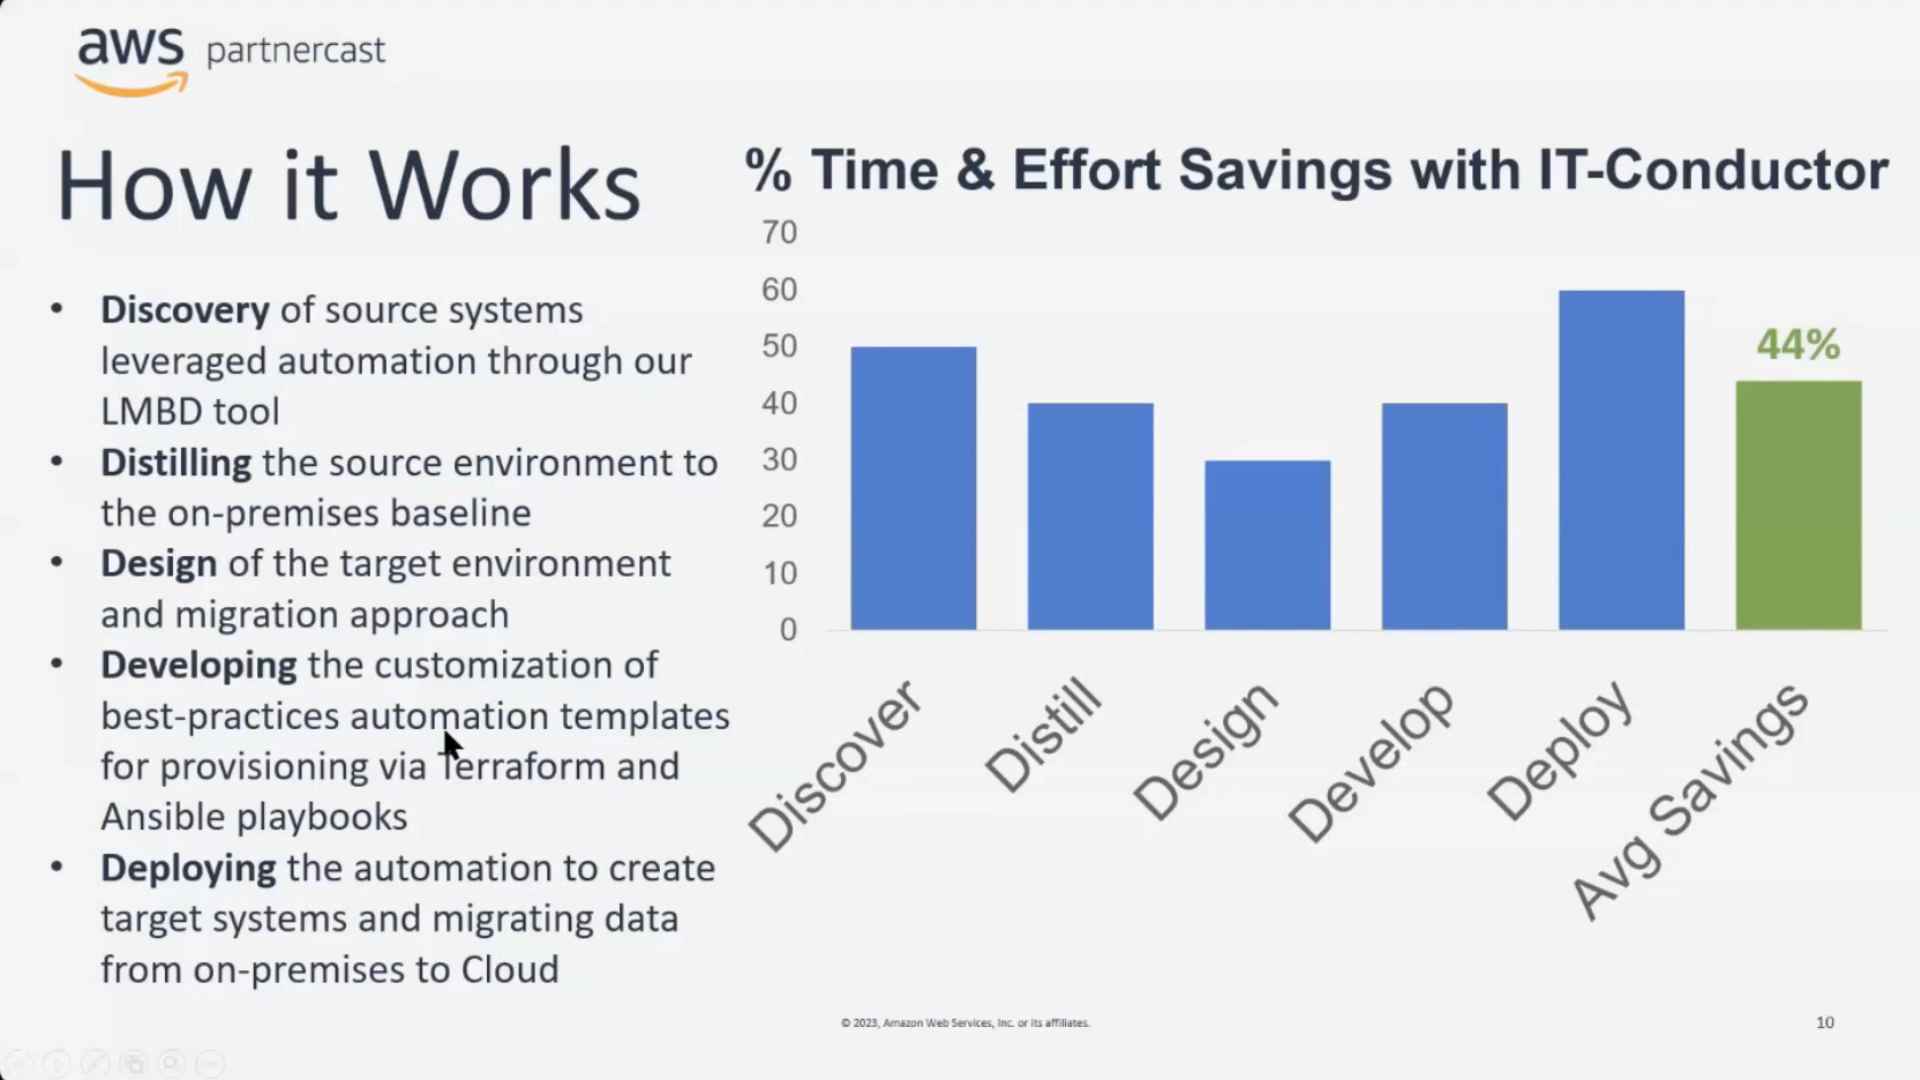 aws partnercast
How it Works
• Discovery of source systems
leveraged automation through our
LMBD tool
• Distilling the source environment to
the on-premises baseline
• Design of the target environment
and migration approach
• Developing the customization of
best-practices automation templates
for provisioning via Terraform and
Ansible playbooks
• Deploying the automation to create
target systems and migrating data
from on-premises to Cloud
% Time & Effort Savings with IT-Conductor
70
60
50
40
30
20
10
0
44%
Discover
Distill
Design
Develop
Deploy
Avg Savings
© 2023, Amazon Web Services, Inc. or its affiliates.
10